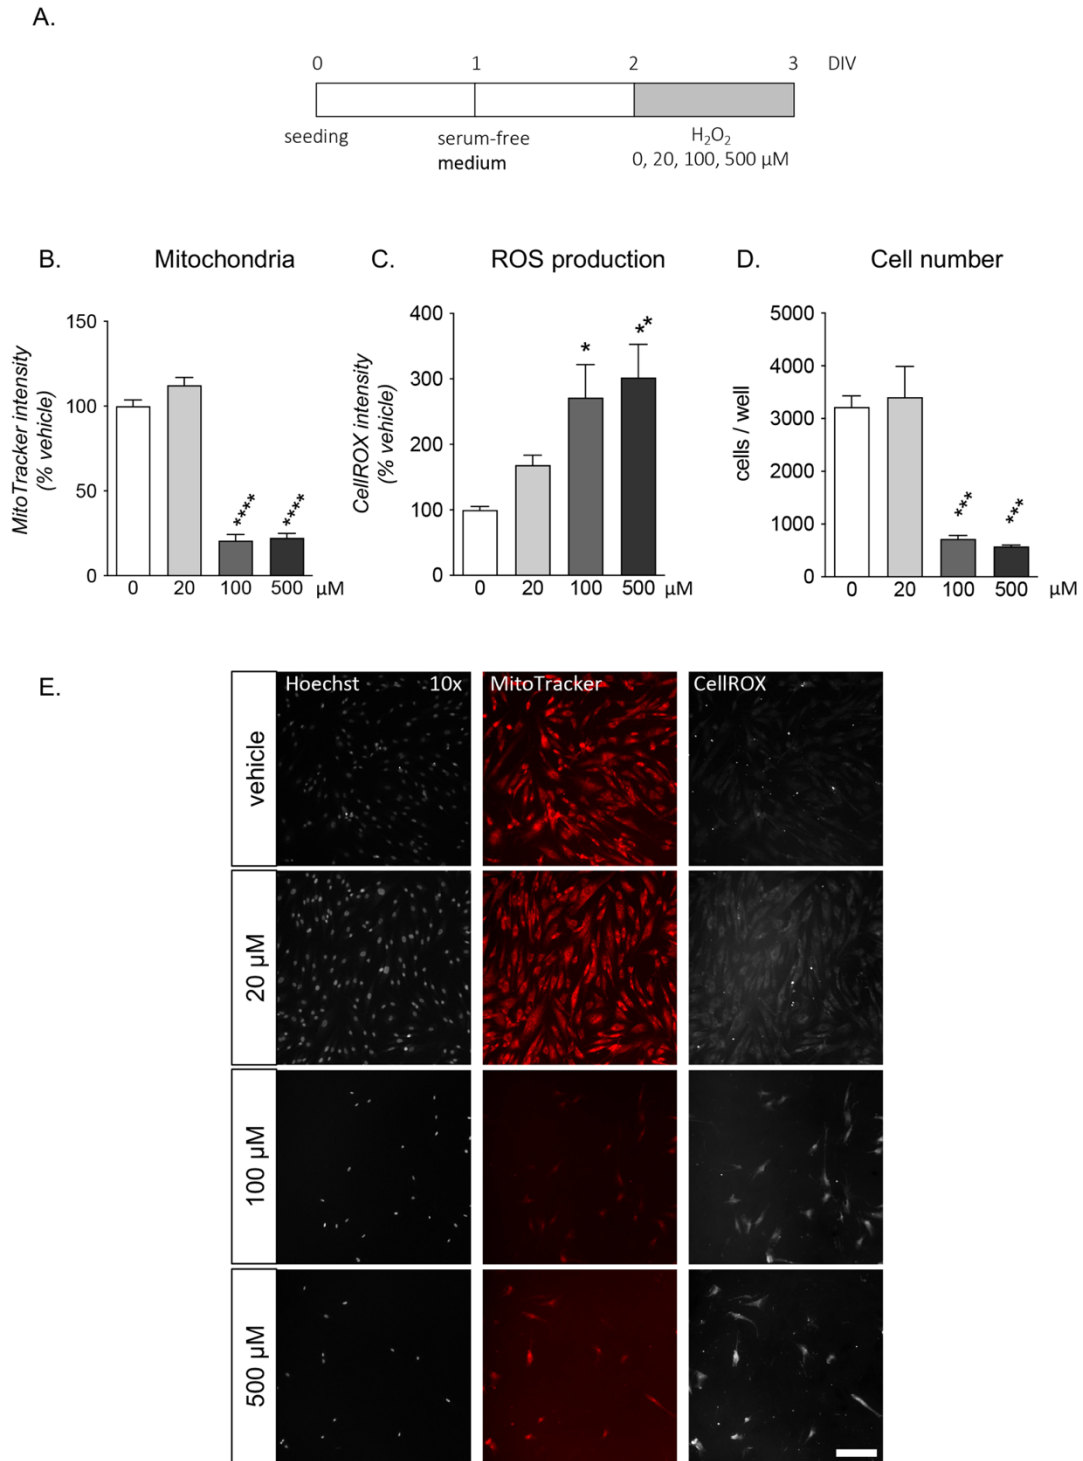 A.
0 1 2 3 DIV
seeding
serum-free
medium
H₂O₂
0, 20, 100, 500 µM
B. Mitochondria
MitoTracker intensity
(% vehicle)
150
100
50
0
****
****
0 20 100 500 µM
C. ROS production
CellROX intensity
(% vehicle)
400
300
200
100
0
*
**
0 20 100 500 µM
D. Cell number
cells / well
5000
4000
3000
2000
1000
0
***
***
0 20 100 500 µM
E.
Hoechst 10x MitoTracker CellROX
vehicle
20 µM
100 µM
500 µM